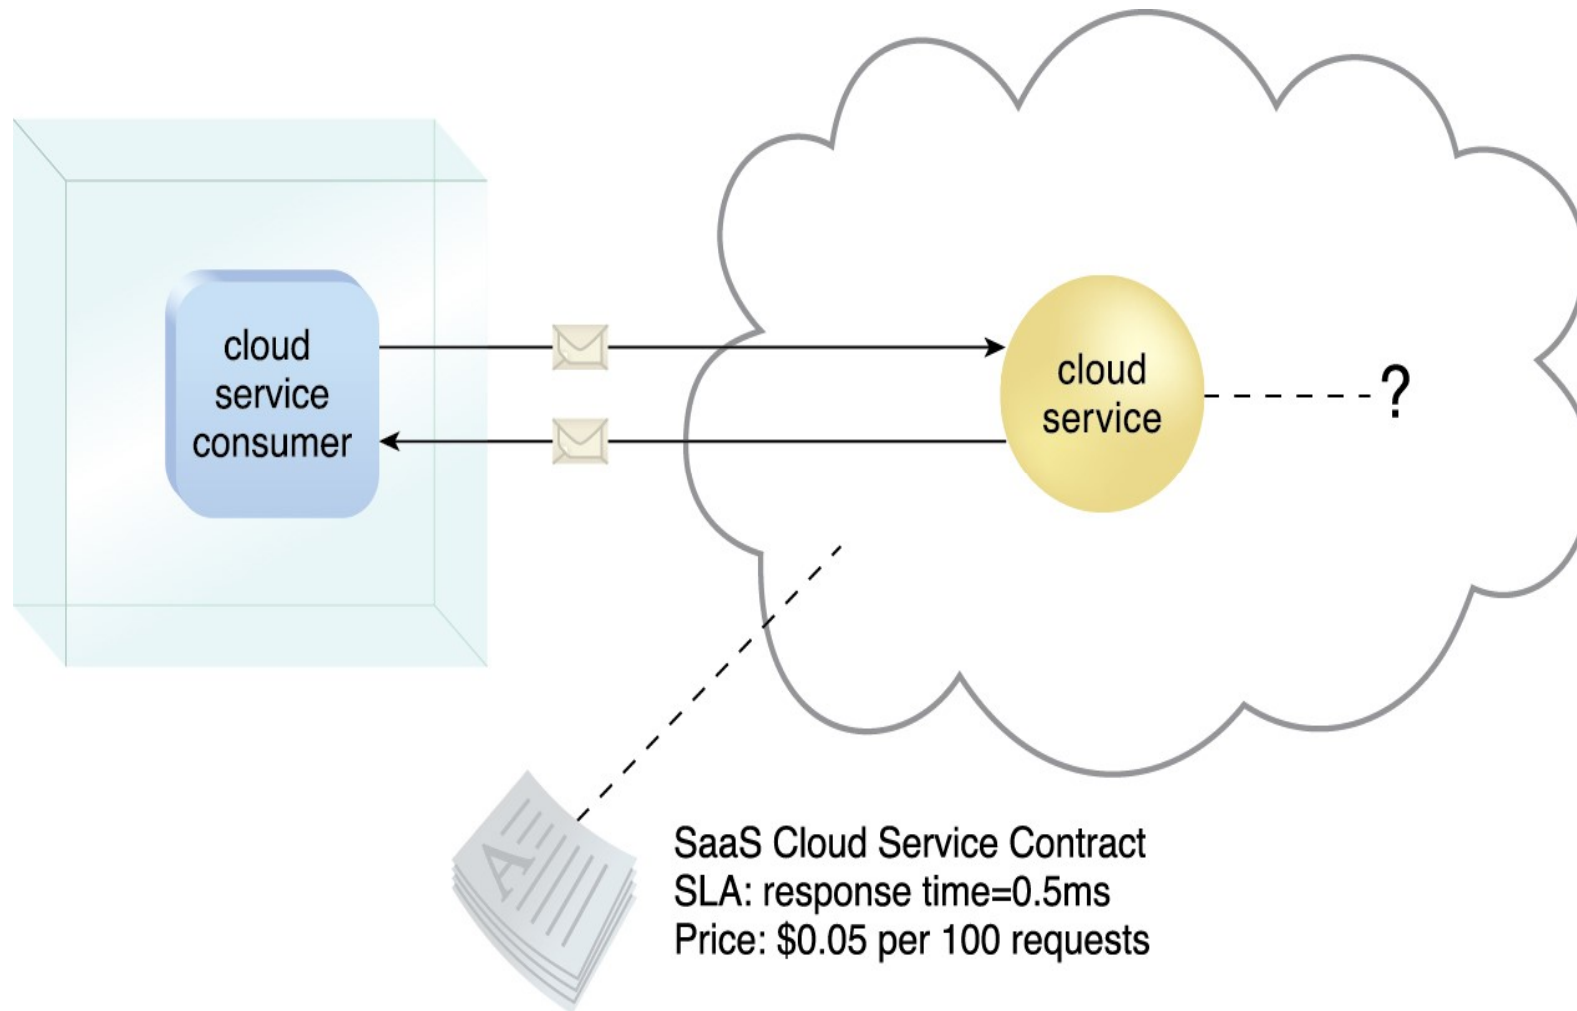 cloud
service
consumer
cloud
service
?
A
SaaS Cloud Service Contract
SLA: response time=0.5ms
Price: $0.05 per 100 requests